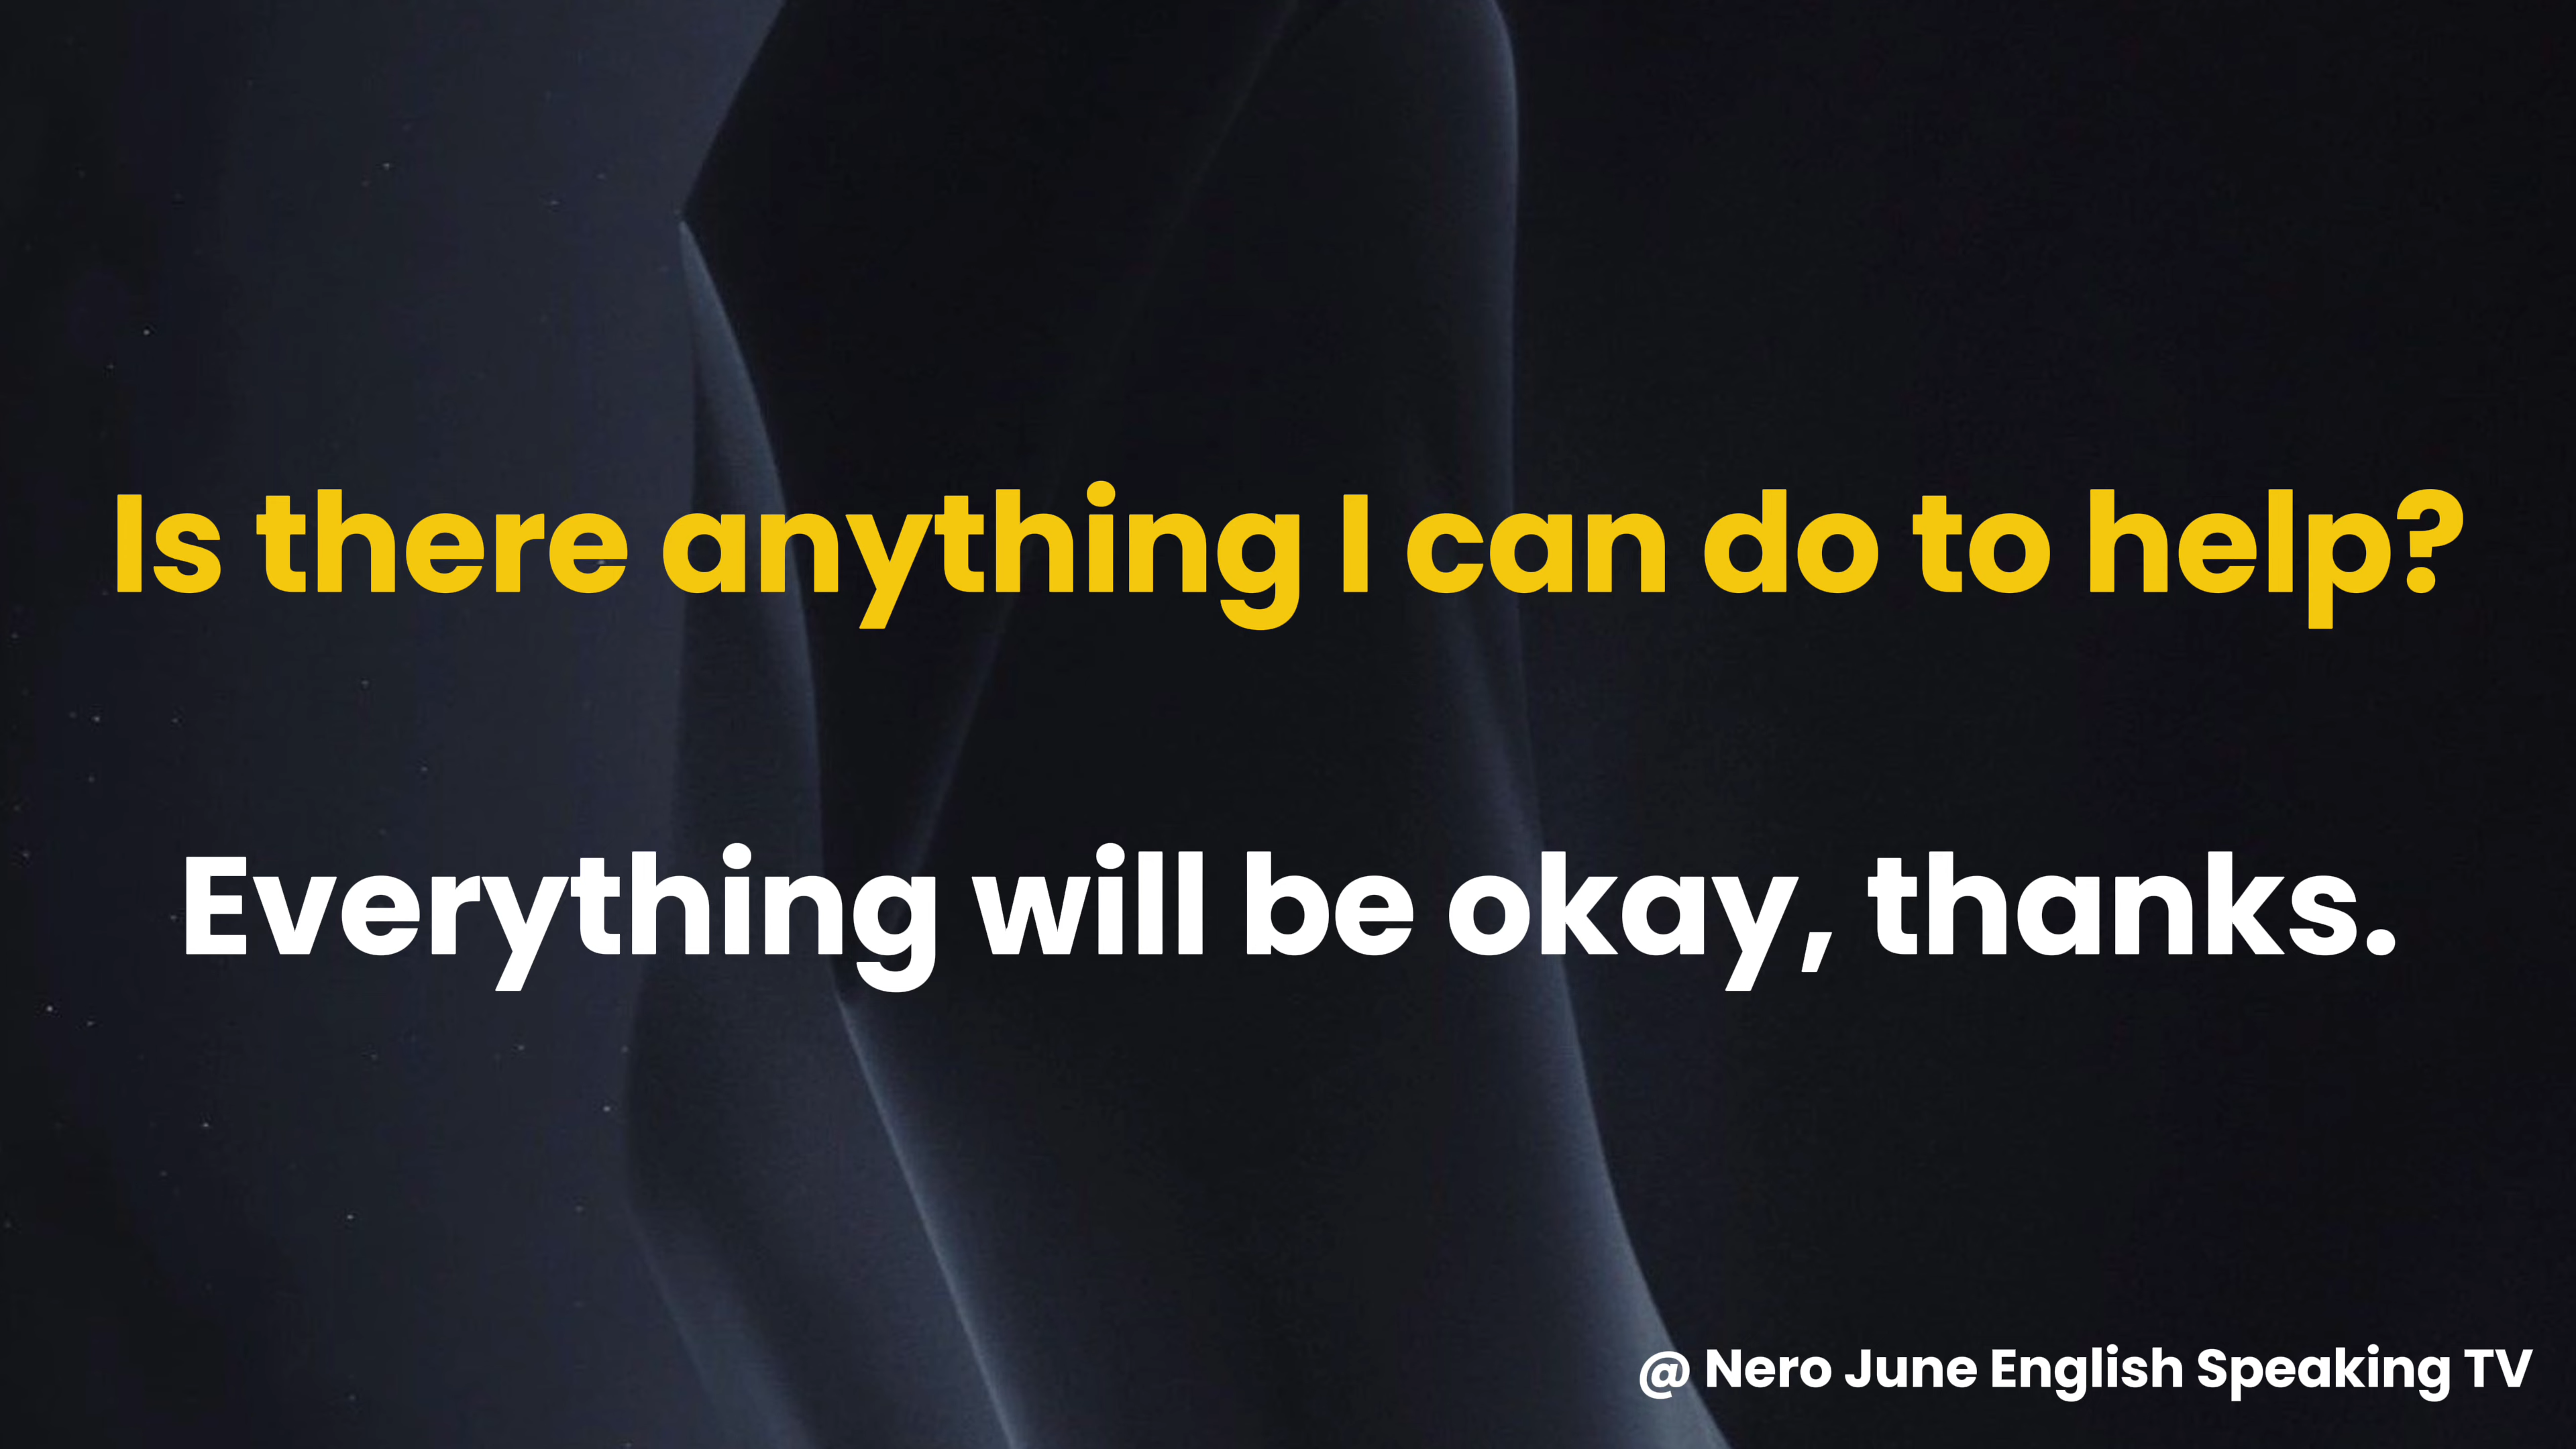 Is there anything I can do to help?
Everything will be okay, thanks.
@ Nero June English Speaking TV